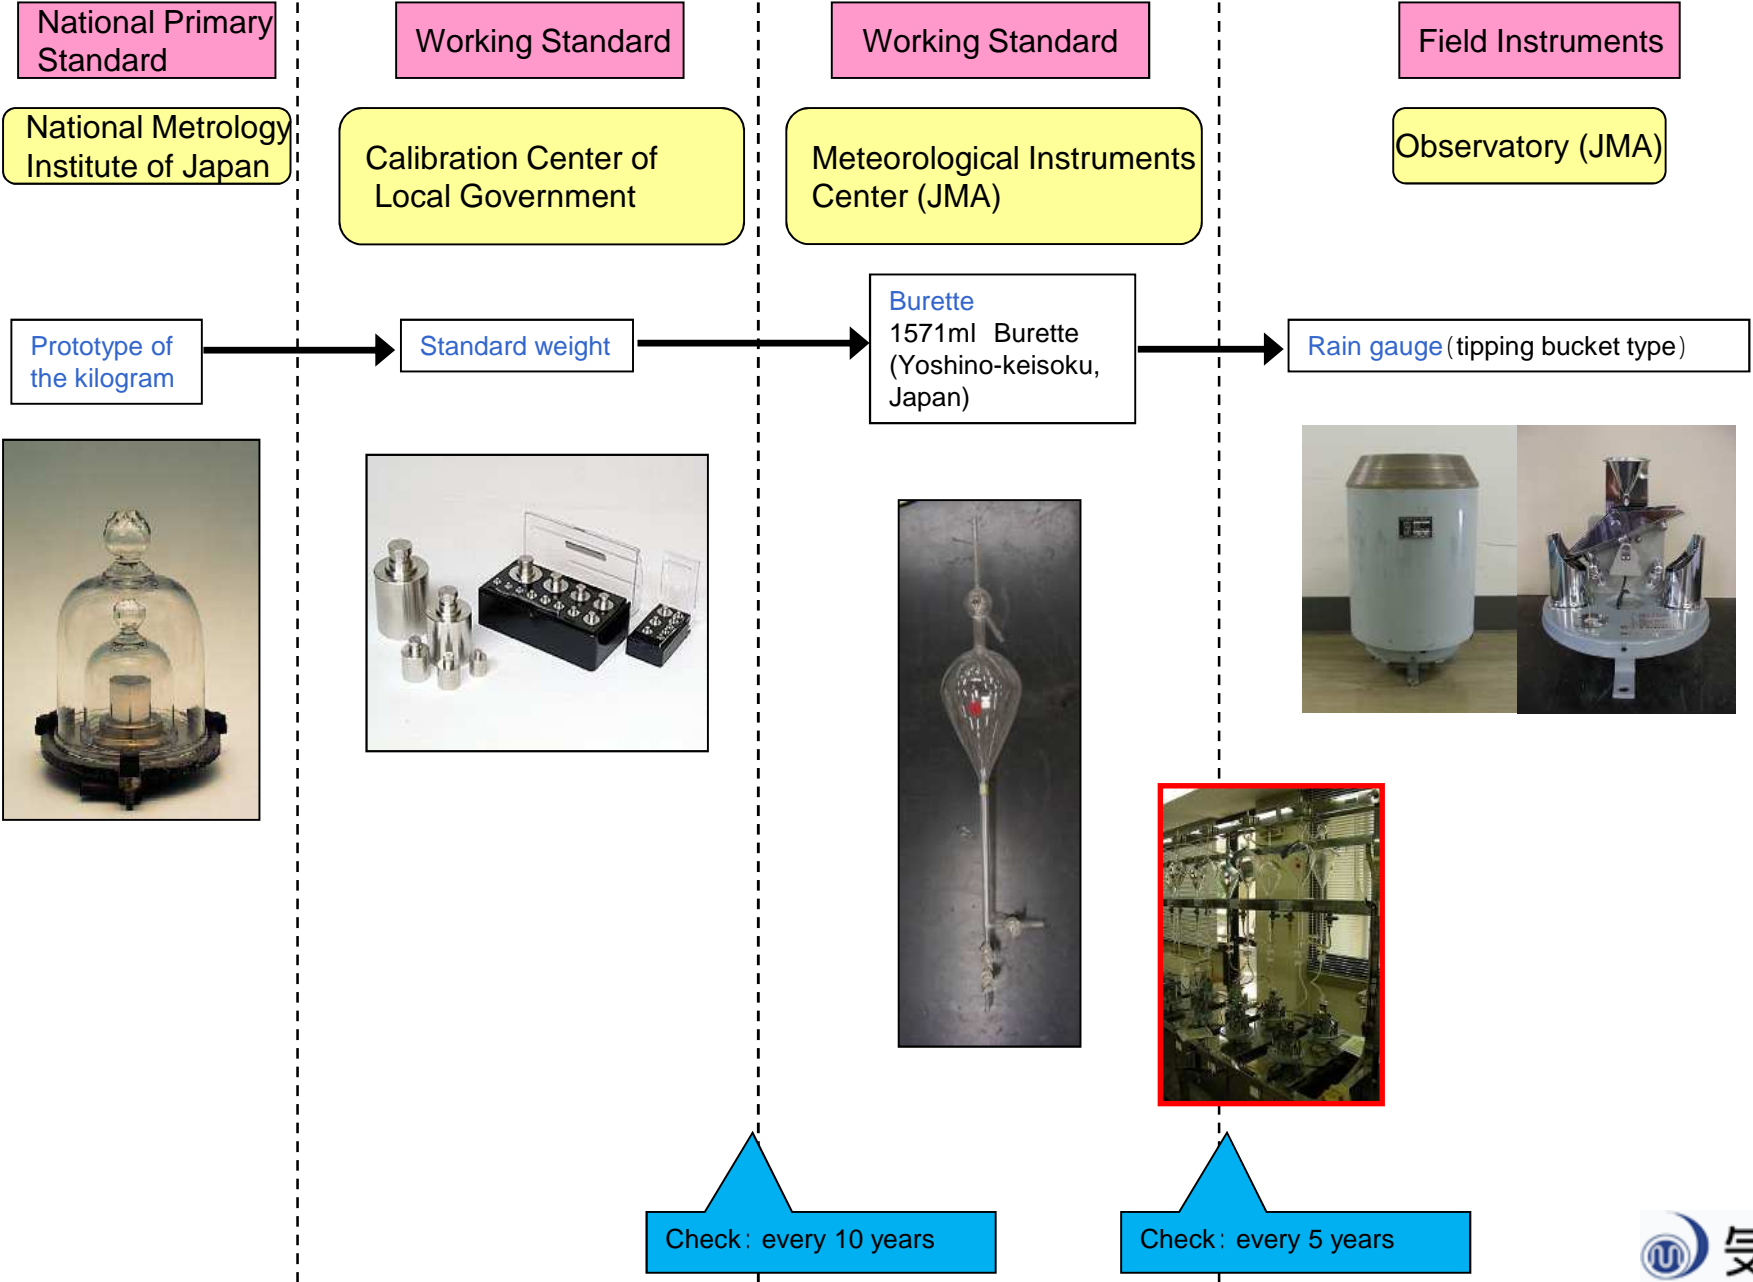 National Primary
Standard
Working Standard
Working Standard
Field Instruments
National Metrology
Institute of Japan
Calibration Center of
Local Government
Meteorological Instruments
Center (JMA)
Observatory (JMA)
Prototype of
the kilogram
Standard weight
Burette
1571ml Burette
(Yoshino-keisoku,
Japan)
Rain gauge(tipping bucket type)
Check: every 10 years
Check: every 5 years